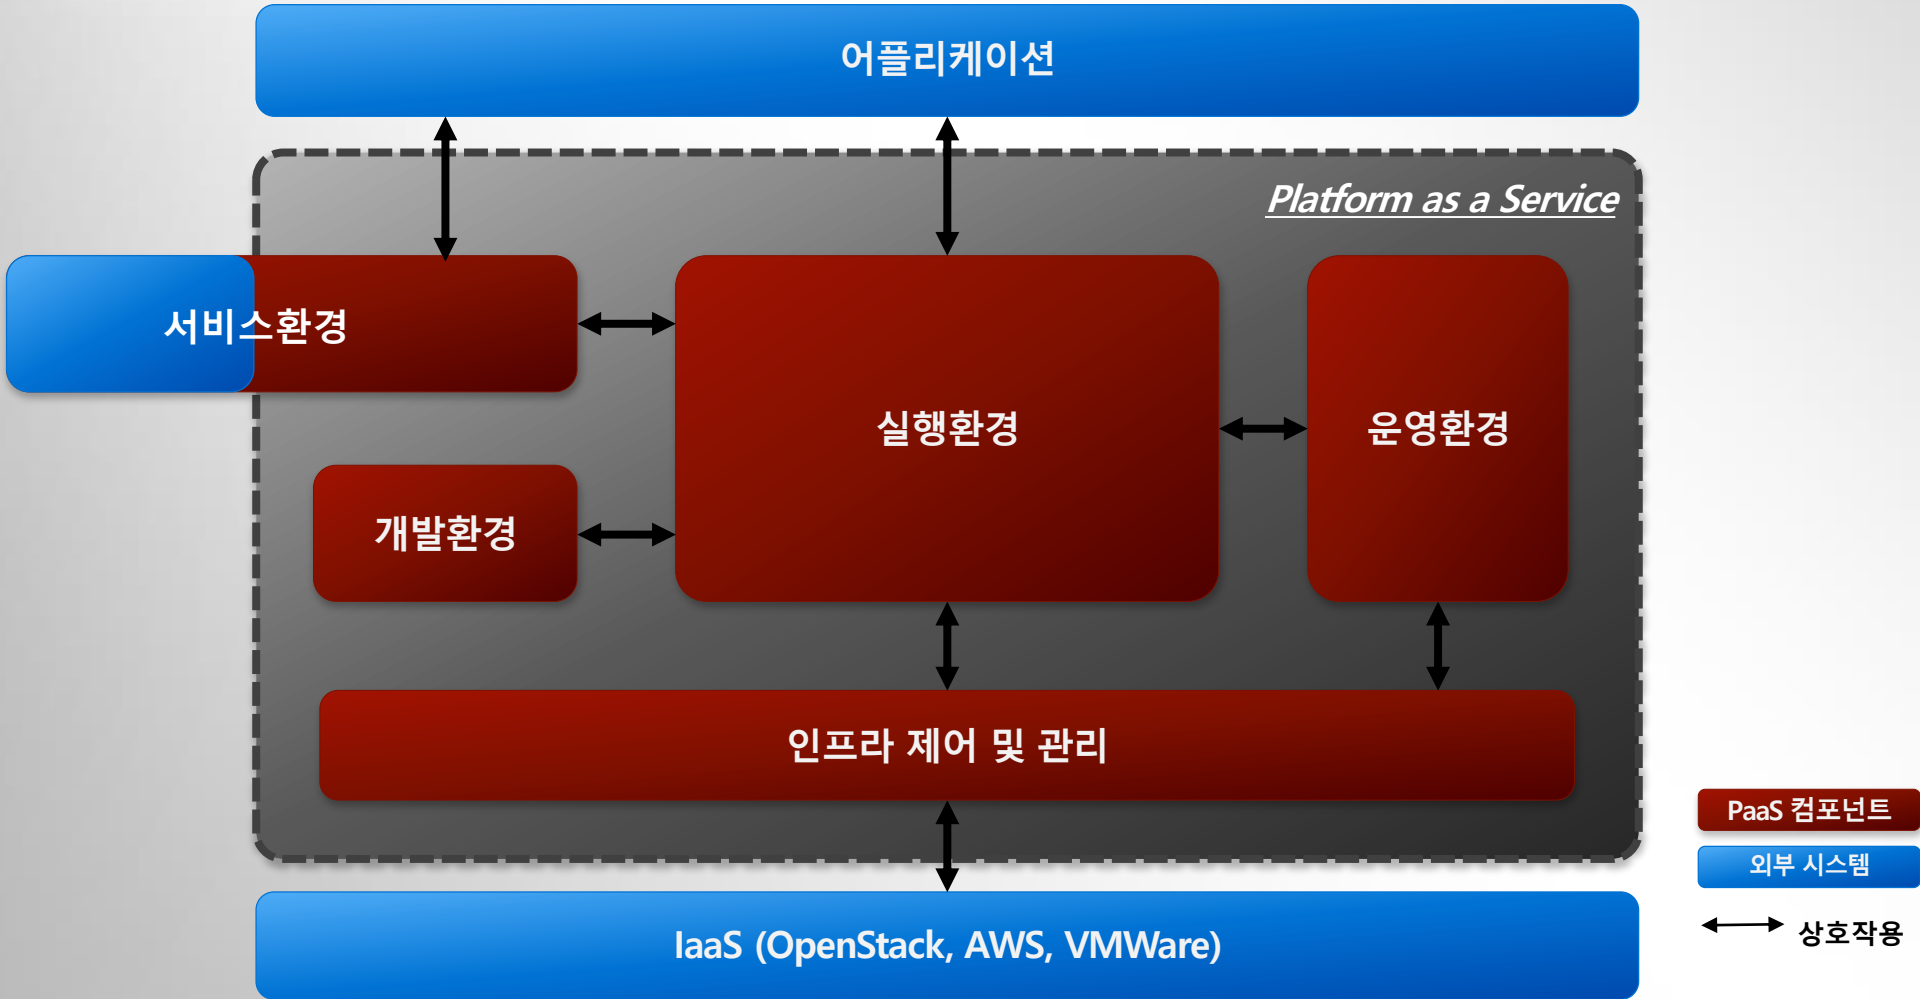 어플리케이션
Platform as a Service
서비스환경
실행환경
운영환경
개발환경
인프라 제어 및 관리
PaaS 컴포넌트
외부 시스템
상호작용
IaaS (OpenStack, AWS, VMWare)